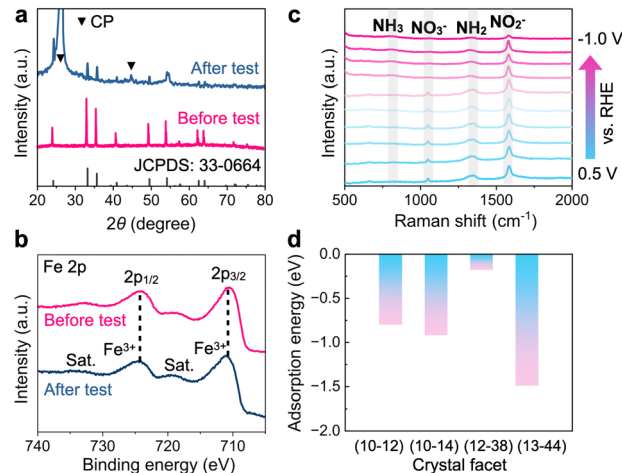 a
▼ CP
After test
Before test
JCPDS: 33-0664
Intensity (a.u.)
20 30 40 50 60 70 80
2θ (degree)
b
Fe 2p
2p1/2
2p3/2
Before test
Sat.
Fe3+
Sat.
Fe3+
After test
Intensity (a.u.)
740 730 720 710
Binding energy (eV)
c
NH3 NO3- NH2 NO2-
-1.0 V
vs. RHE
0.5 V
Intensity (a.u.)
500 1000 1500 2000
Raman shift (cm-1)
d
0.0
−0.5
−1.0
−1.5
−2.0
Adsorption energy (eV)
(10-12) (10-14) (12-38) (13-44)
Crystal facet